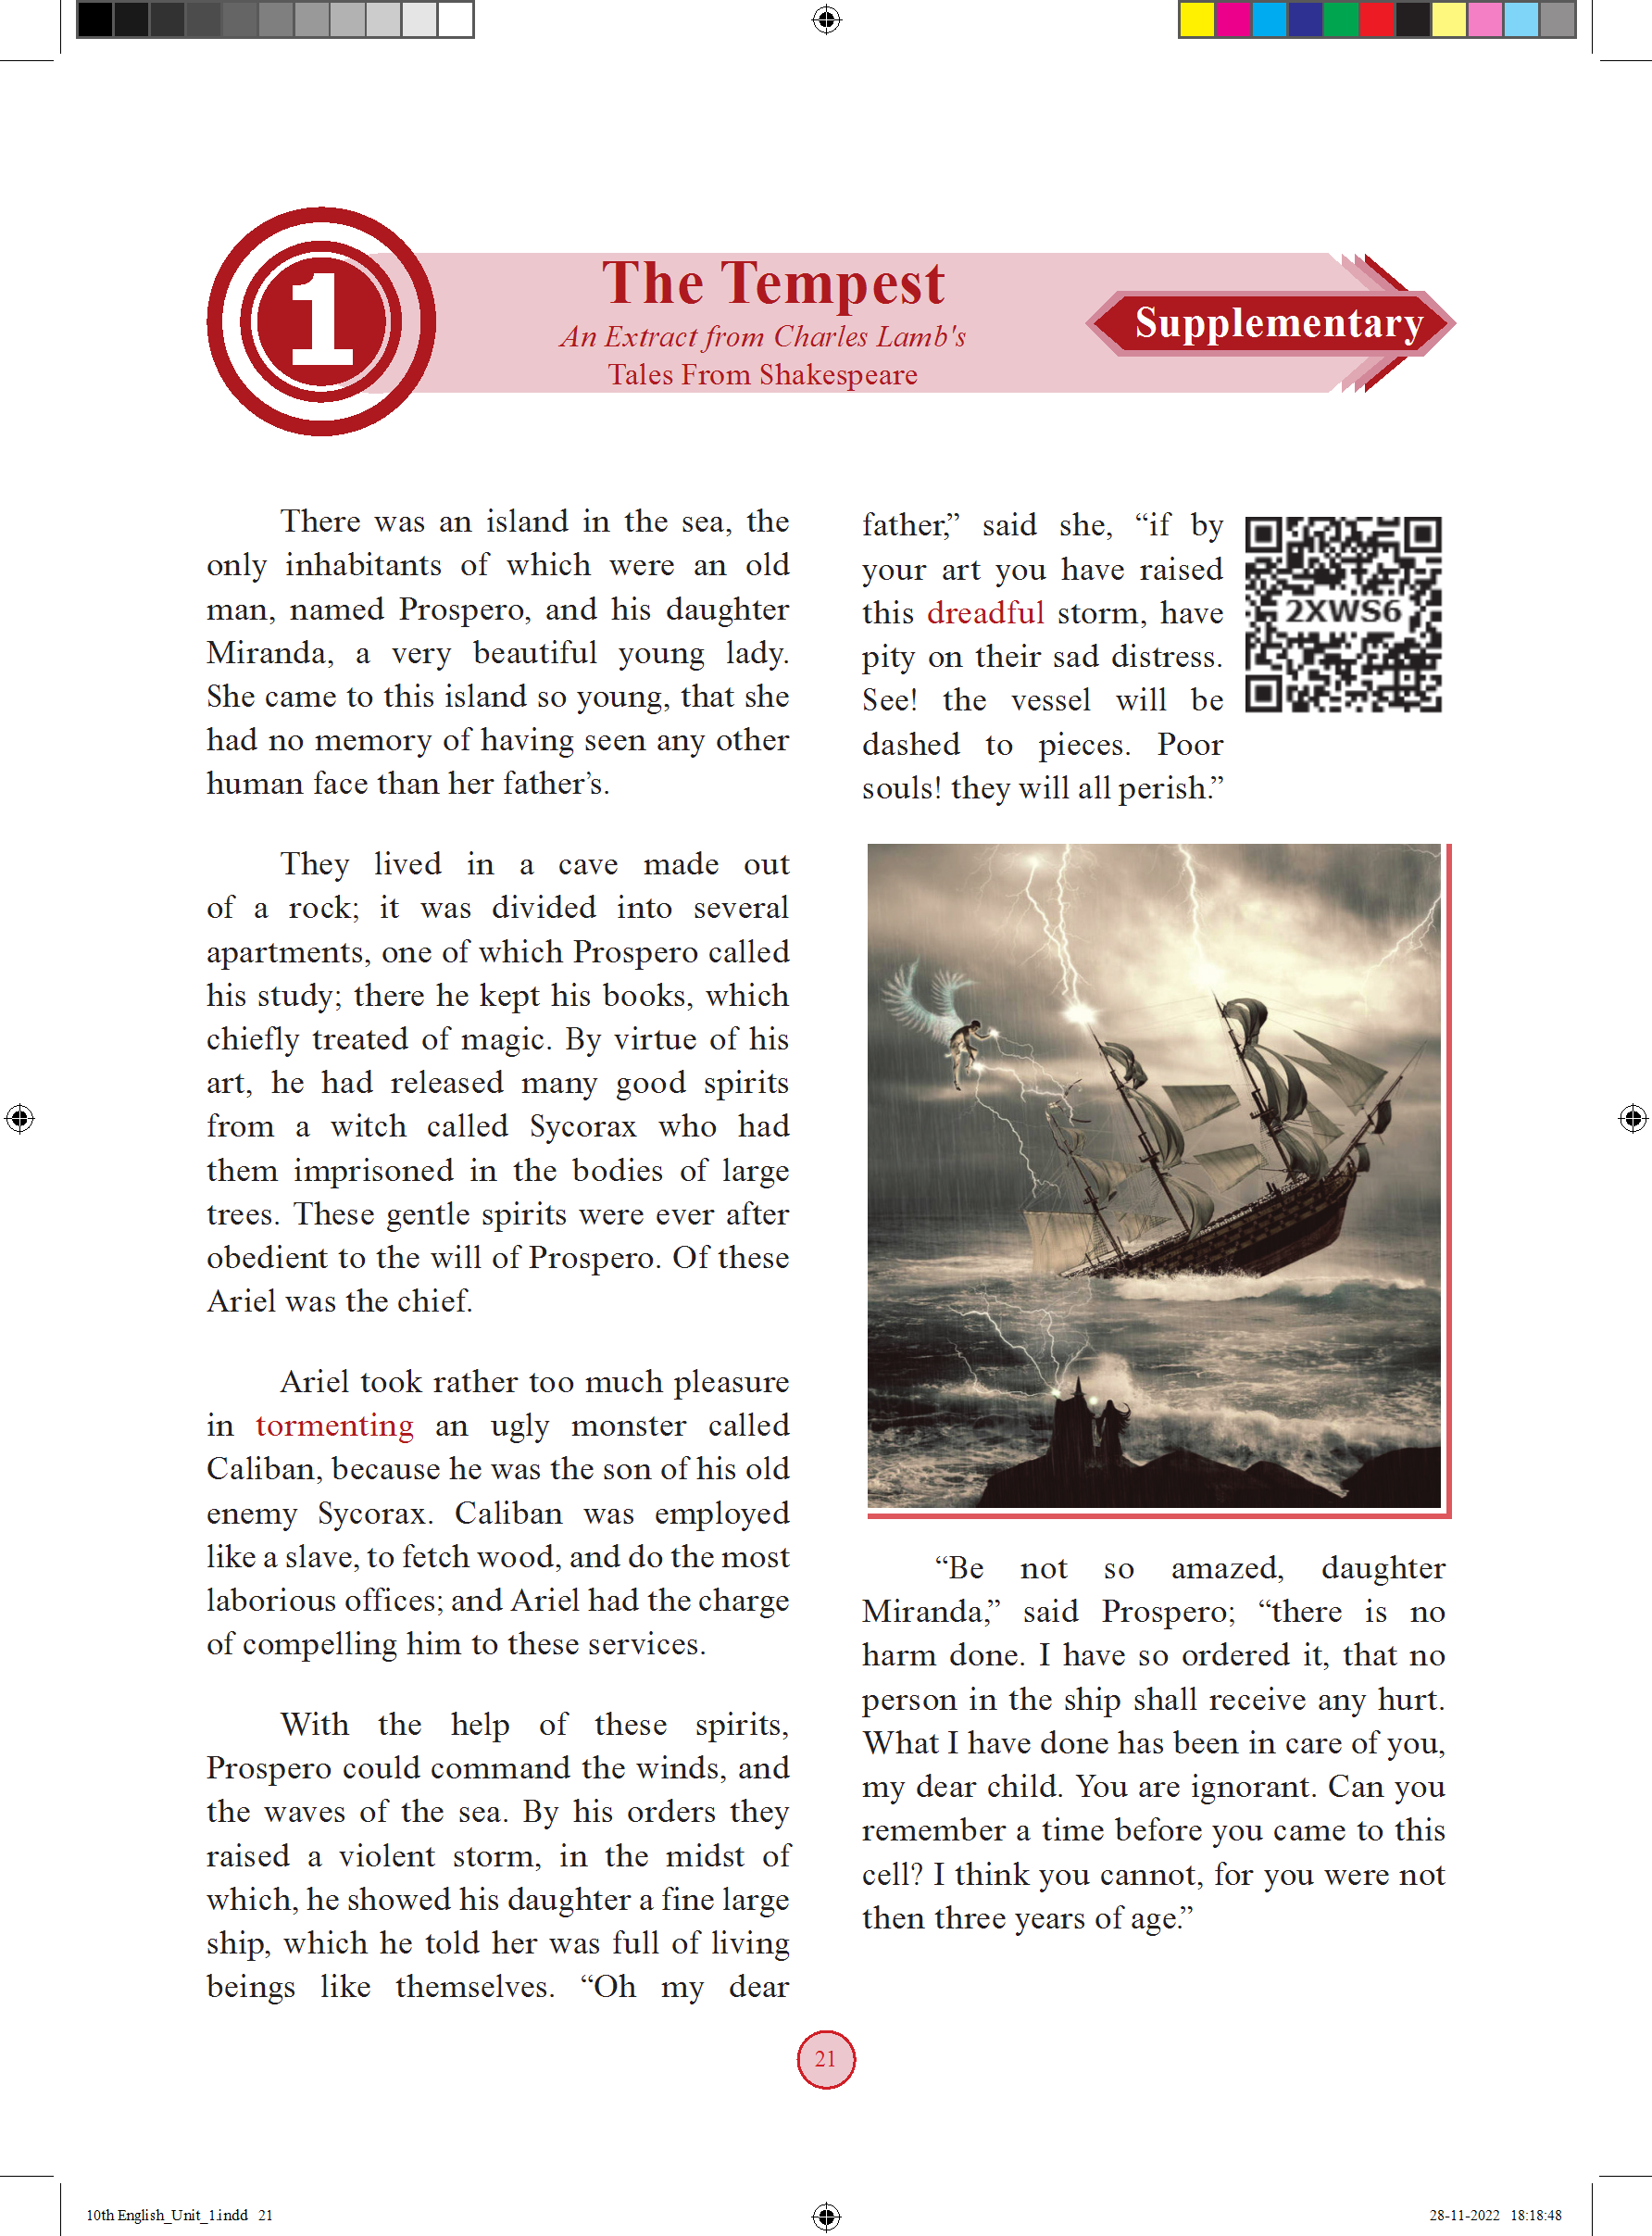 1
The Tempest
An Extract from Charles Lamb's
Tales From Shakespeare
Supplementary
There was an island in the sea, the
only inhabitants of which were an old
man, named Prospero, and his daughter
Miranda, a very beautiful young lady.
She came to this island so young, that she
had no memory of having seen any other
human face than her father’s.
They lived in a cave made out
of a rock; it was divided into several
apartments, one of which Prospero called
his study; there he kept his books, which
chiefly treated of magic. By virtue of his
art, he had released many good spirits
from a witch called Sycorax who had
them imprisoned in the bodies of large
trees. These gentle spirits were ever after
obedient to the will of Prospero. Of these
Ariel was the chief.
Ariel took rather too much pleasure
in tormenting an ugly monster called
Caliban, because he was the son of his old
enemy Sycorax. Caliban was employed
like a slave, to fetch wood, and do the most
laborious offices; and Ariel had the charge
of compelling him to these services.
With the help of these spirits,
Prospero could command the winds, and
the waves of the sea. By his orders they
raised a violent storm, in the midst of
which, he showed his daughter a fine large
ship, which he told her was full of living
beings like themselves. “Oh my dear
father,” said she, “if by
your art you have raised
this dreadful storm, have
pity on their sad distress.
See! the vessel will be
dashed to pieces. Poor
souls! they will all perish.”
2XWS6
“Be not so amazed, daughter
Miranda,” said Prospero; “there is no
harm done. I have so ordered it, that no
person in the ship shall receive any hurt.
What I have done has been in care of you,
my dear child. You are ignorant. Can you
remember a time before you came to this
cell? I think you cannot, for you were not
then three years of age.”
21
10th English_Unit_1.indd 21
28-11-2022 18:18:48